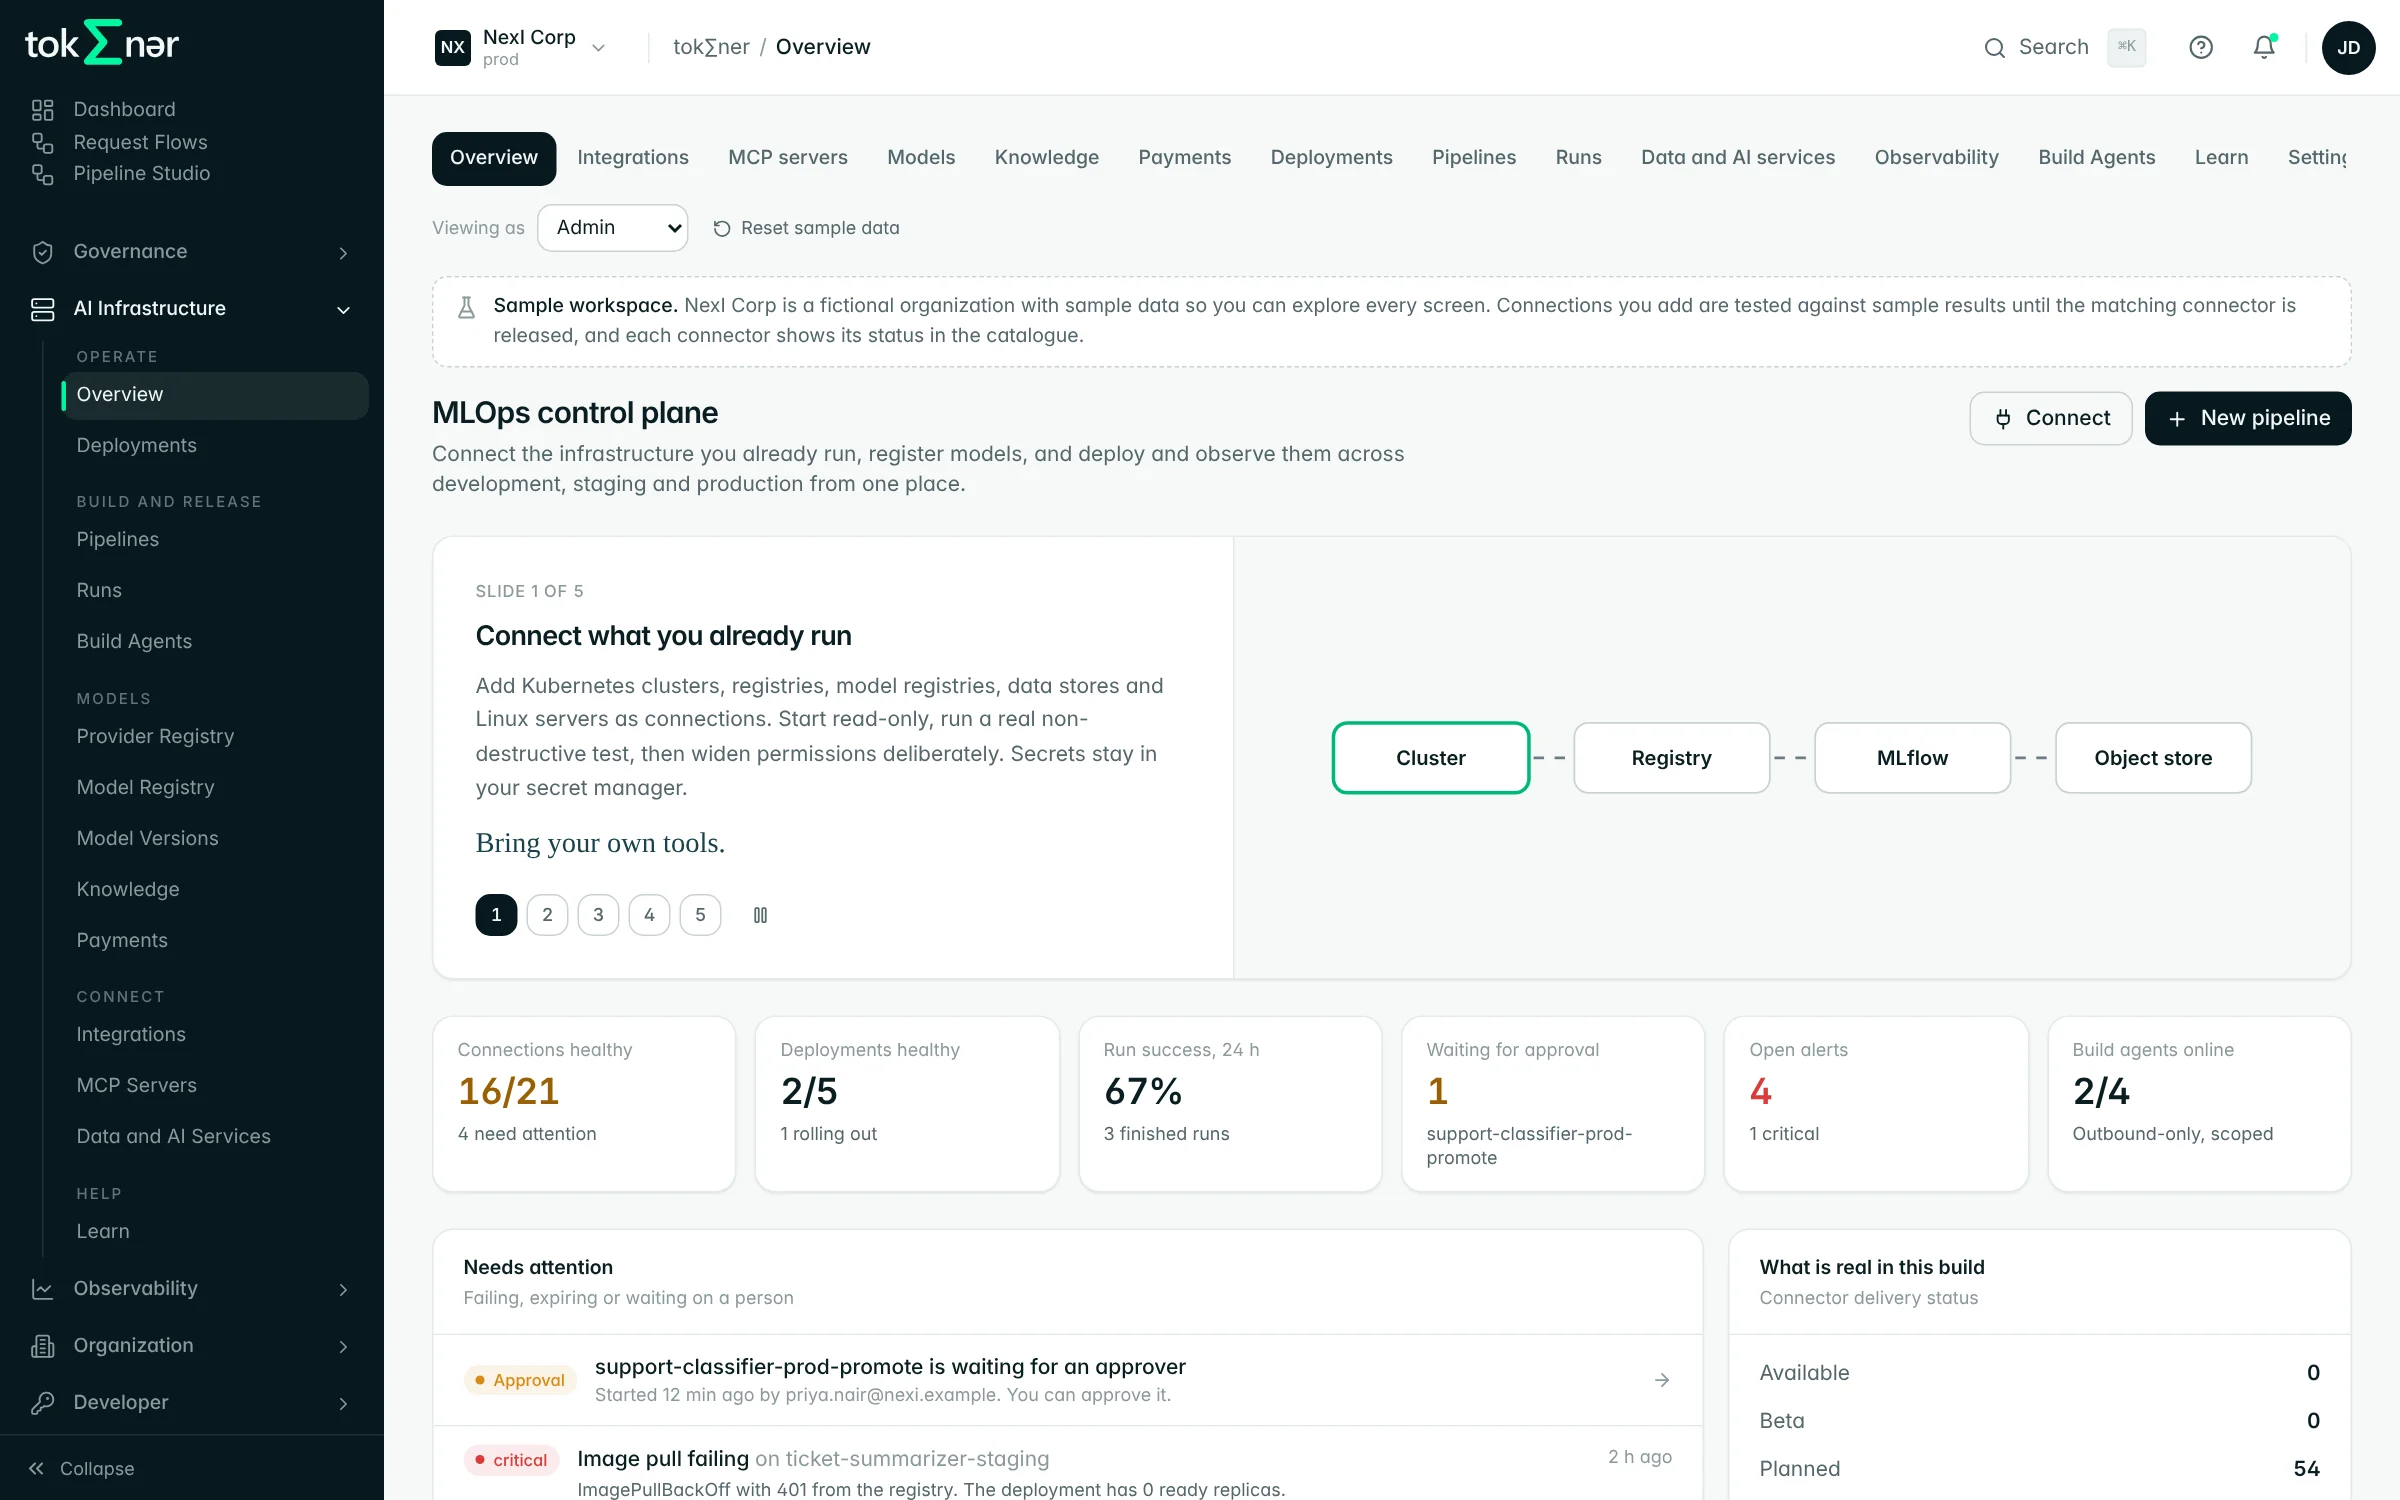 tok∑nər
Dashboard
Request Flows
Pipeline Studio
Governance
AI Infrastructure
OPERATE
Overview
Deployments
BUILD AND RELEASE
Pipelines
Runs
Build Agents
MODELS
Provider Registry
Model Registry
Model Versions
Knowledge
Payments
CONNECT
Integrations
MCP Servers
Data and AI Services
HELP
Learn
Observability
Organization
Developer
Collapse
NX
Nexl Corp
prod
tok∑ner / Overview
Search
⌘K
JD
Overview Integrations MCP servers Models Knowledge Payments Deployments Pipelines Runs Data and AI services Observability Build Agents Learn Setting
Viewing as Admin Reset sample data
Sample workspace. Nexl Corp is a fictional organization with sample data so you can explore every screen. Connections you add are tested against sample results until the matching connector is
released, and each connector shows its status in the catalogue.
MLOps control plane
Connect the infrastructure you already run, register models, and deploy and observe them across
development, staging and production from one place.
Connect
New pipeline
SLIDE 1 OF 5
Connect what you already run
Add Kubernetes clusters, registries, model registries, data stores and
Linux servers as connections. Start read-only, run a real non-
destructive test, then widen permissions deliberately. Secrets stay in
your secret manager.
Bring your own tools.
1 2 3 4 5
Cluster Registry MLflow Object store
Connections healthy
16/21
4 need attention
Deployments healthy
2/5
1 rolling out
Run success, 24 h
67%
3 finished runs
Waiting for approval
1
support-classifier-prod-
promote
Open alerts
4
1 critical
Build agents online
2/4
Outbound-only, scoped
Needs attention
Failing, expiring or waiting on a person
Approval
support-classifier-prod-promote is waiting for an approver
Started 12 min ago by priya.nair@nexi.example. You can approve it.
critical
Image pull failing on ticket-summarizer-staging
2 h ago
ImagePullBackOff with 401 from the registry. The deployment has 0 ready replicas.
What is real in this build
Connector delivery status
Available 0
Beta 0
Planned 54